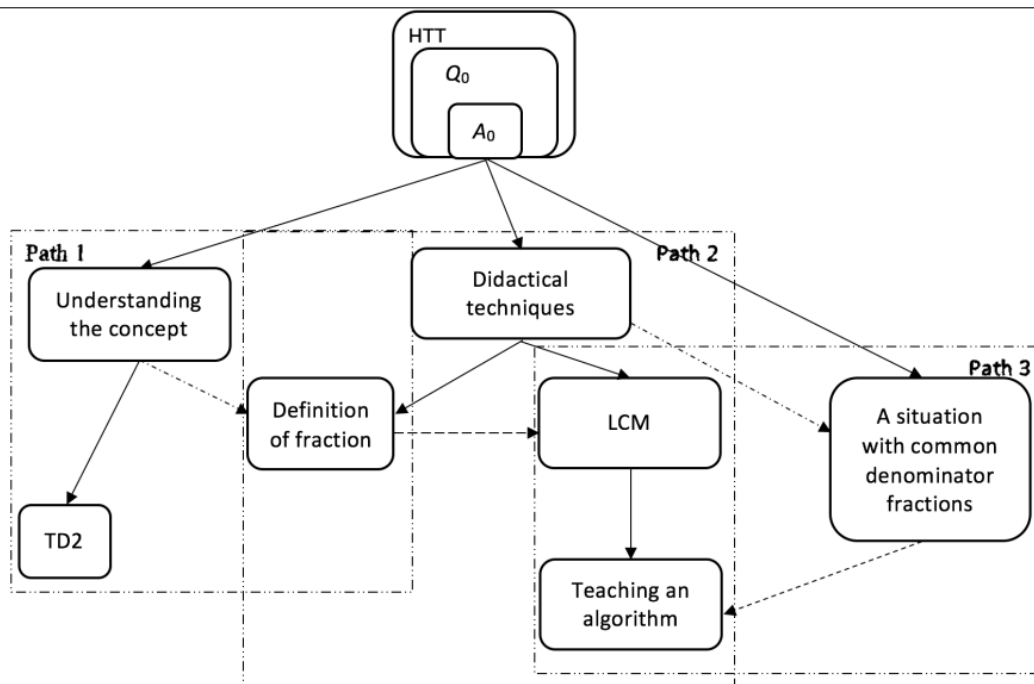 HTT
Q0
A0
Path 1
Path 2
Understanding
the concept
Didactical
techniques
Path 3
Definition
of fraction
LCM
A situation
with common
denominator
fractions
TD2
Teaching an
algorithm